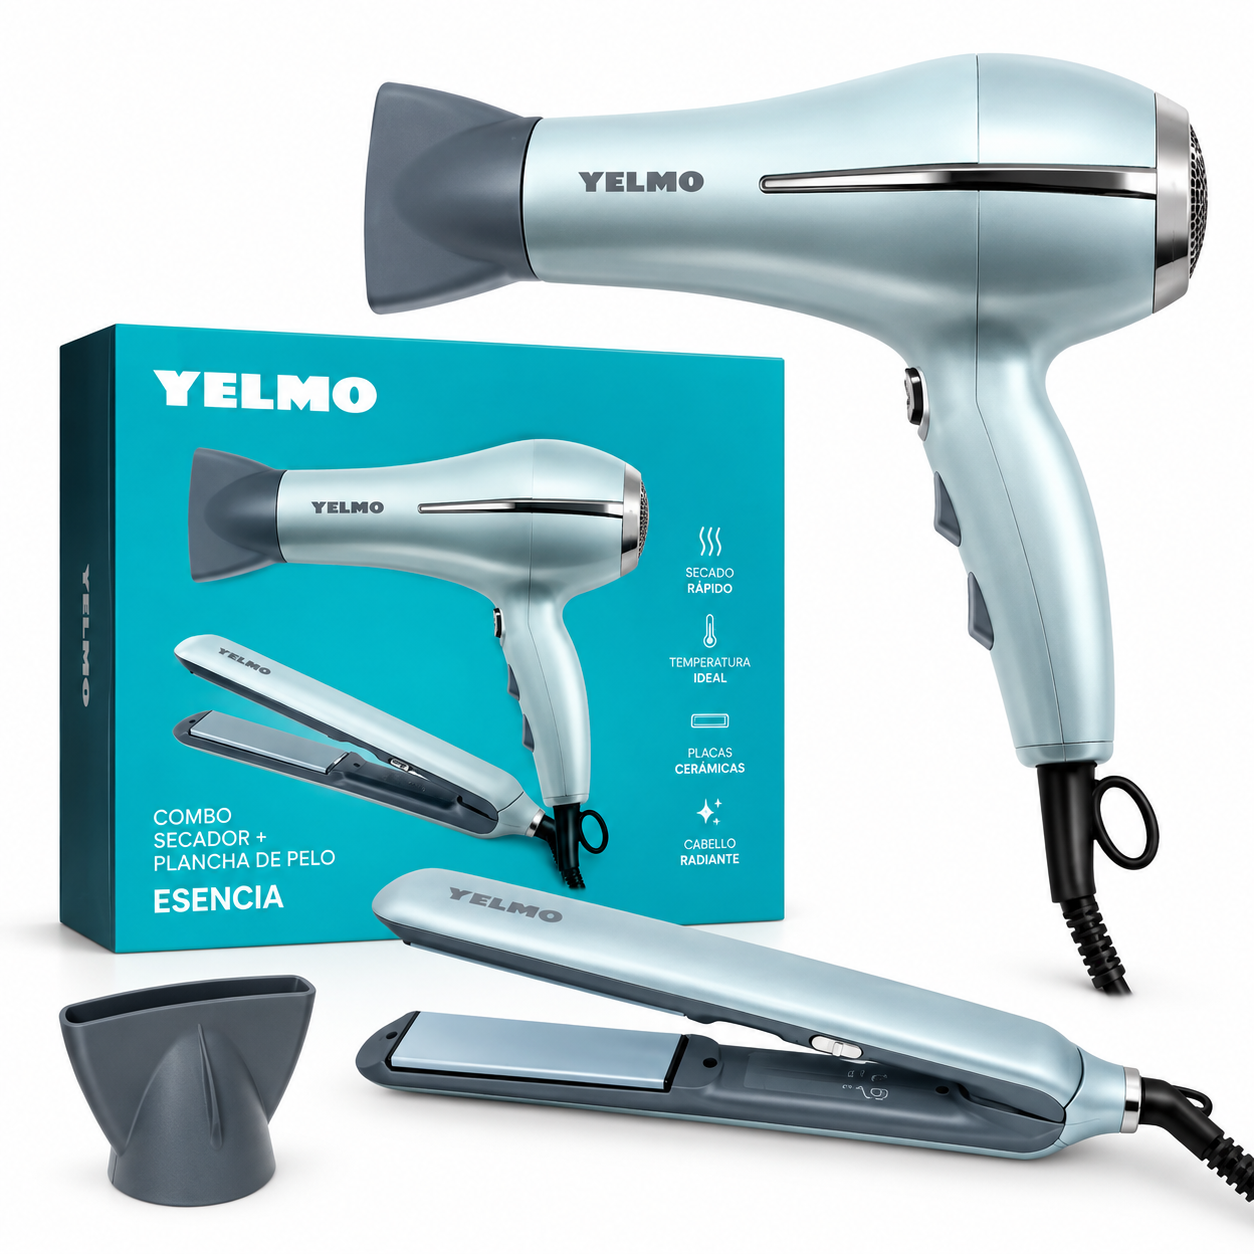 YELMO
YELMO
YELMO
YELMO
YELMO
SECADO
RÁPIDO
TEMPERATURA
IDEAL
PLACAS
CERÁMICAS
CABELLO
RADIANTE
COMBO
SECADOR +
PLANCHA DE PELO
ESENCIA
YELMO